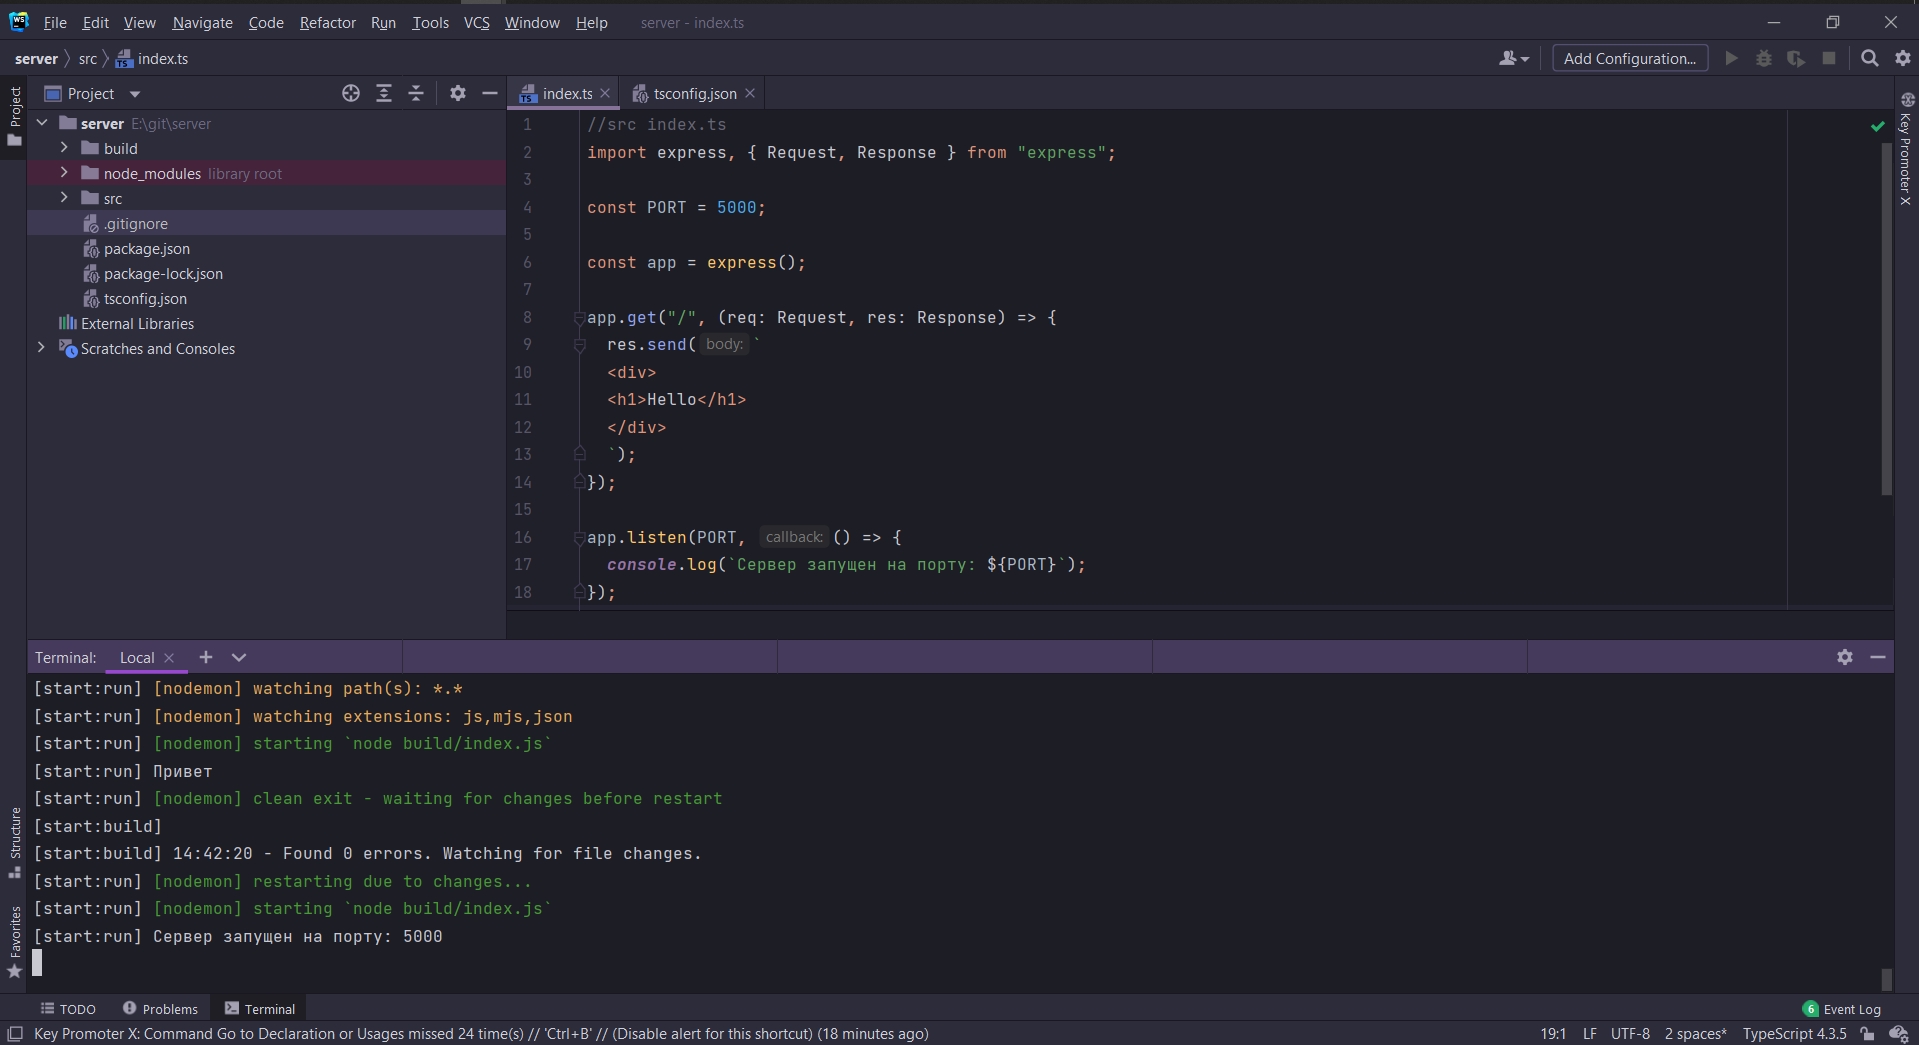 File Edit View Navigate Code Refactor Run Tools VCS Window Help server - index.ts
server src index.ts Add Configuration...
Project
Project
index.ts
tsconfig.json
server E:\git\server
build
node_modules library root
src
.gitignore
package.json
package-lock.json
tsconfig.json
External Libraries
Scratches and Consoles
1 //src index.ts
2 import express, { Request, Response } from "express";
3
4 const PORT = 5000;
5
6 const app = express();
7
8 app.get("/", (req: Request, res: Response) => {
9 res.send( body: `
10 <div>
11 <h1>Hello</h1>
12 </div>
13 `);
14 });
15
16 app.listen(PORT, callback: () => {
17 console.log(`Сервер запущен на порту: ${PORT}`);
18 });
Key Promoter X
Terminal: Local
[start:run] [nodemon] watching path(s): *.*
[start:run] [nodemon] watching extensions: js,mjs,json
[start:run] [nodemon] starting `node build/index.js`
[start:run] Привет
[start:run] [nodemon] clean exit - waiting for changes before restart
[start:build]
[start:build] 14:42:20 - Found 0 errors. Watching for file changes.
[start:run] [nodemon] restarting due to changes...
[start:run] [nodemon] starting `node build/index.js`
[start:run] Сервер запущен на порту: 5000
Structure
Favorites
TODO Problems Terminal 6 Event Log
Key Promoter X: Command Go to Declaration or Usages missed 24 time(s) // 'Ctrl+B' // (Disable alert for this shortcut) (18 minutes ago) 19:1 LF UTF-8 2 spaces* TypeScript 4.3.5